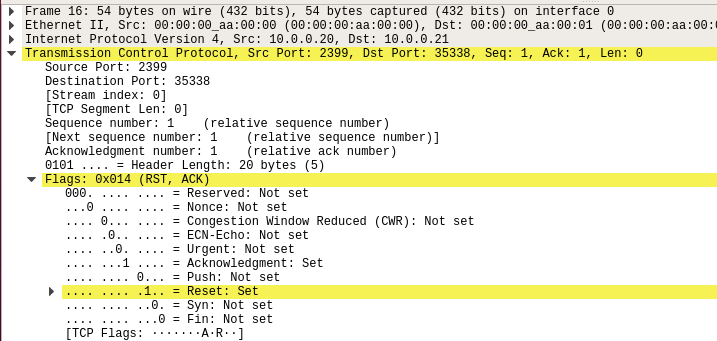 Frame 16: 54 bytes on wire (432 bits), 54 bytes captured (432 bits) on interface 0
Ethernet II, Src: 00:00:00_aa:00:00 (00:00:00:aa:00:00), Dst: 00:00:00_aa:00:01 (00:00:00:aa:0
Internet Protocol Version 4, Src: 10.0.0.20, Dst: 10.0.0.21
Transmission Control Protocol, Src Port: 2399, Dst Port: 35338, Seq: 1, Ack: 1, Len: 0
Source Port: 2399
Destination Port: 35338
[Stream index: 0]
[TCP Segment Len: 0]
Sequence number: 1    (relative sequence number)
[Next sequence number: 1    (relative sequence number)]
Acknowledgment number: 1    (relative ack number)
0101 .... = Header Length: 20 bytes (5)
Flags: 0x014 (RST, ACK)
000. .... .... = Reserved: Not set
...0 .... .... = Nonce: Not set
.... 0... .... = Congestion Window Reduced (CWR): Not set
.... .0.. .... = ECN-Echo: Not set
.... ..0. .... = Urgent: Not set
.... ...1 .... = Acknowledgment: Set
.... .... 0... = Push: Not set
.... .... .1.. = Reset: Set
.... .... ..0. = Syn: Not set
.... .... ...0 = Fin: Not set
[TCP Flags: ·······A·R··]